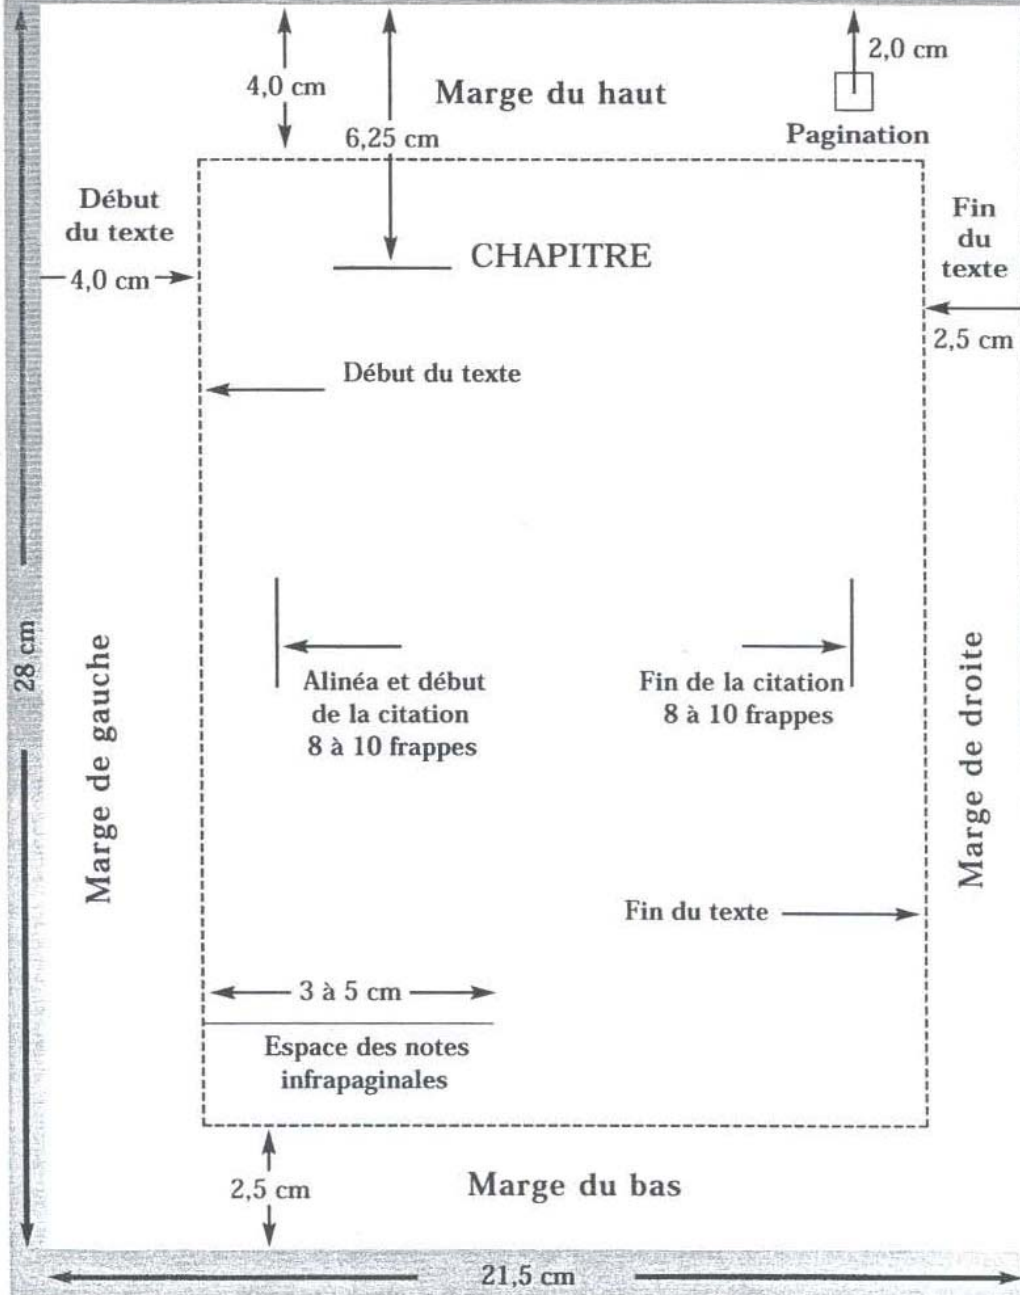 2,0 cm
4,0 cm
Marge du haut
6,25 cm
Pagination
Début
du texte
4,0 cm
CHAPITRE
Fin
du
texte
2,5 cm
Début du texte
28 cm
Marge de gauche
Alinéa et début
de la citation
8 à 10 frappes
Fin de la citation
8 à 10 frappes
Marge de droite
Fin du texte
3 à 5 cm
Espace des notes
infrapaginales
2,5 cm
Marge du bas
21,5 cm